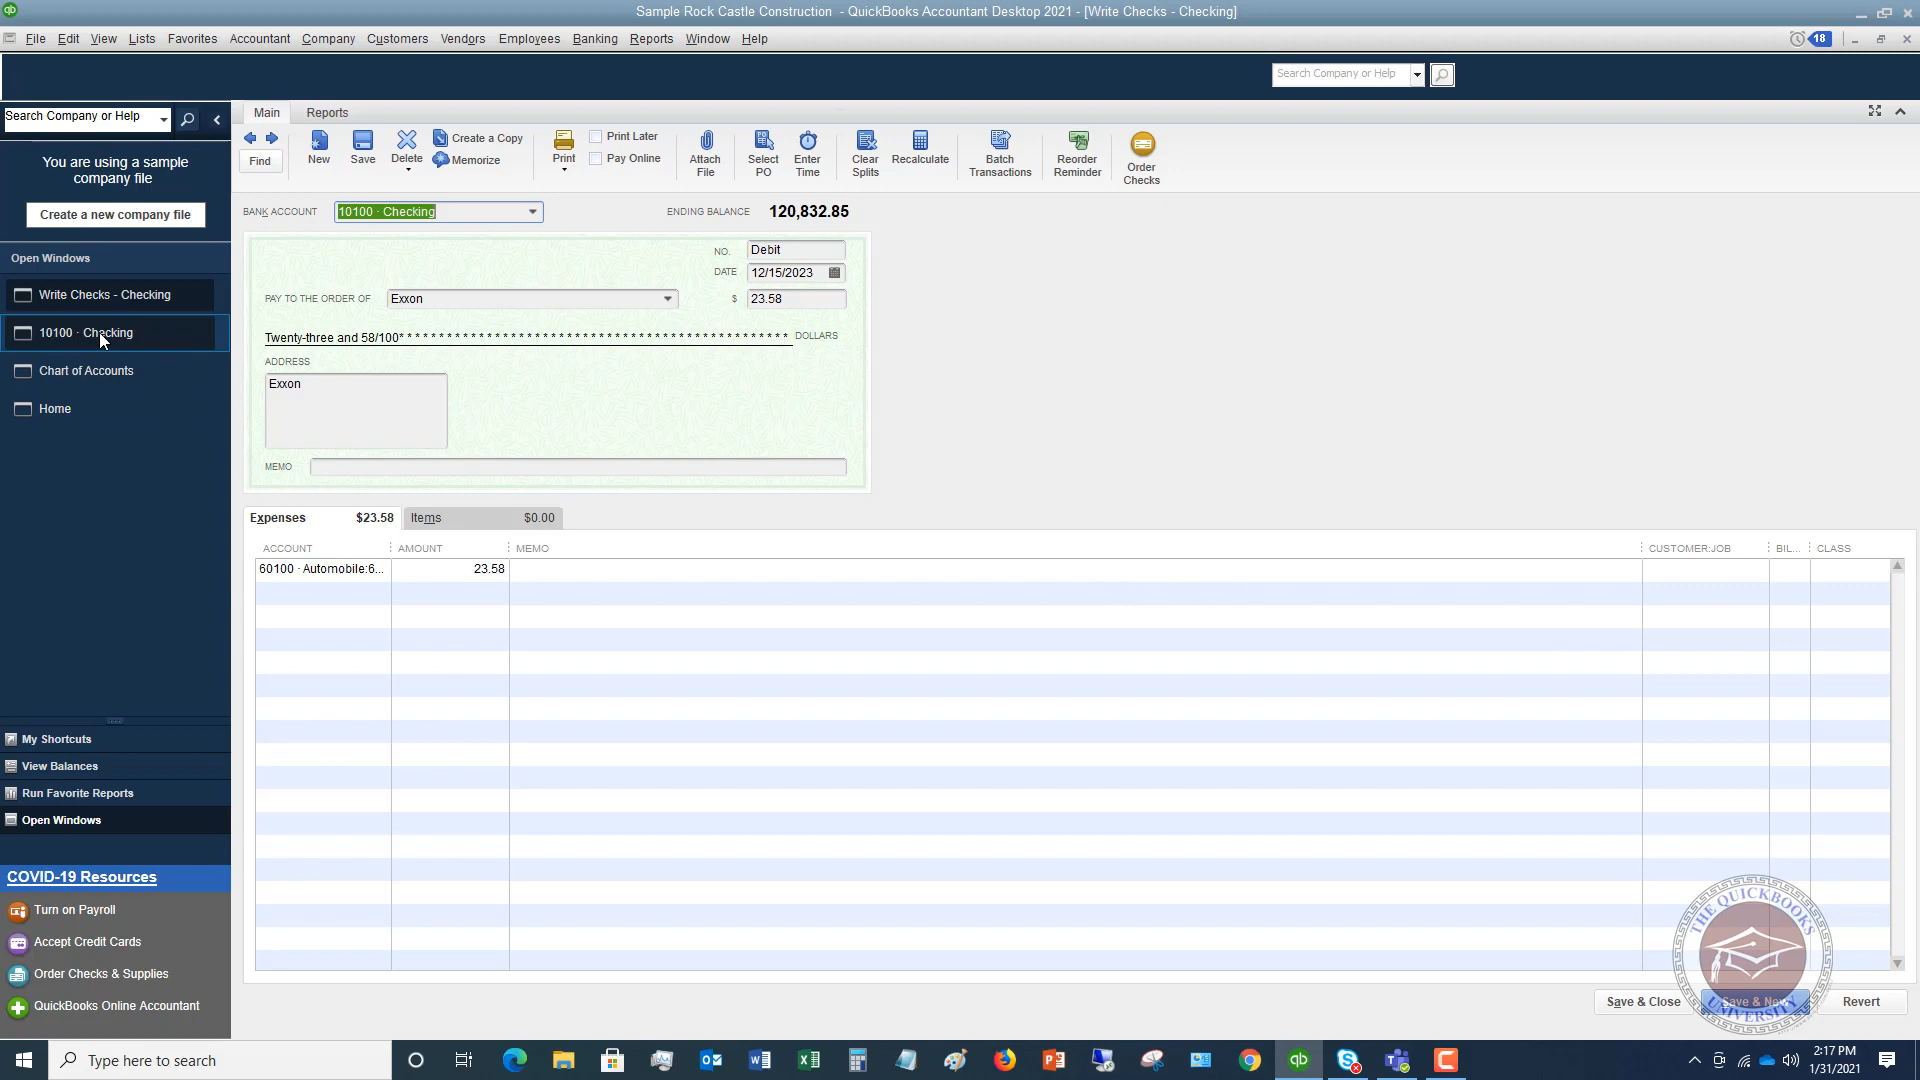 Sample Rock Castle Construction - QuickBooks Accountant Desktop 2021 - [Write Checks - Checking]
File Edit View Lists Favorites Accountant Company Customers Vendors Employees Banking Reports Window Help
18
Search Company or Help
Search Company or Help
Main Reports
Find
New
Save
Delete
Create a Copy
Memorize
Print
Print Later
Pay Online
Attach File
Select PO
Enter Time
Clear Splits
Recalculate
Batch Transactions
Reorder Reminder
Order Checks
You are using a sample
company file
Create a new company file
Open Windows
Write Checks - Checking
10100 · Checking
Chart of Accounts
Home
BANK ACCOUNT 10100 · Checking ENDING BALANCE 120,832.85
NO. Debit
DATE 12/15/2023
PAY TO THE ORDER OF Exxon $ 23.58
Twenty-three and 58/100* * * * * * * * * * * * * * * * * * * * * * * * * * * * * * * * * * * * * * * * * * * * * * * * * DOLLARS
ADDRESS
Exxon
MEMO
Expenses $23.58 Items $0.00
ACCOUNT AMOUNT MEMO CUSTOMER:JOB BIL... CLASS
60100 · Automobile:6... 23.58
My Shortcuts
View Balances
Run Favorite Reports
Open Windows
COVID-19 Resources
Turn on Payroll
Accept Credit Cards
Order Checks & Supplies
QuickBooks Online Accountant
THE QUICKBOOKS
UNIVERSITY
Save & Close Save & New Revert
Type here to search
2:17 PM
1/31/2021